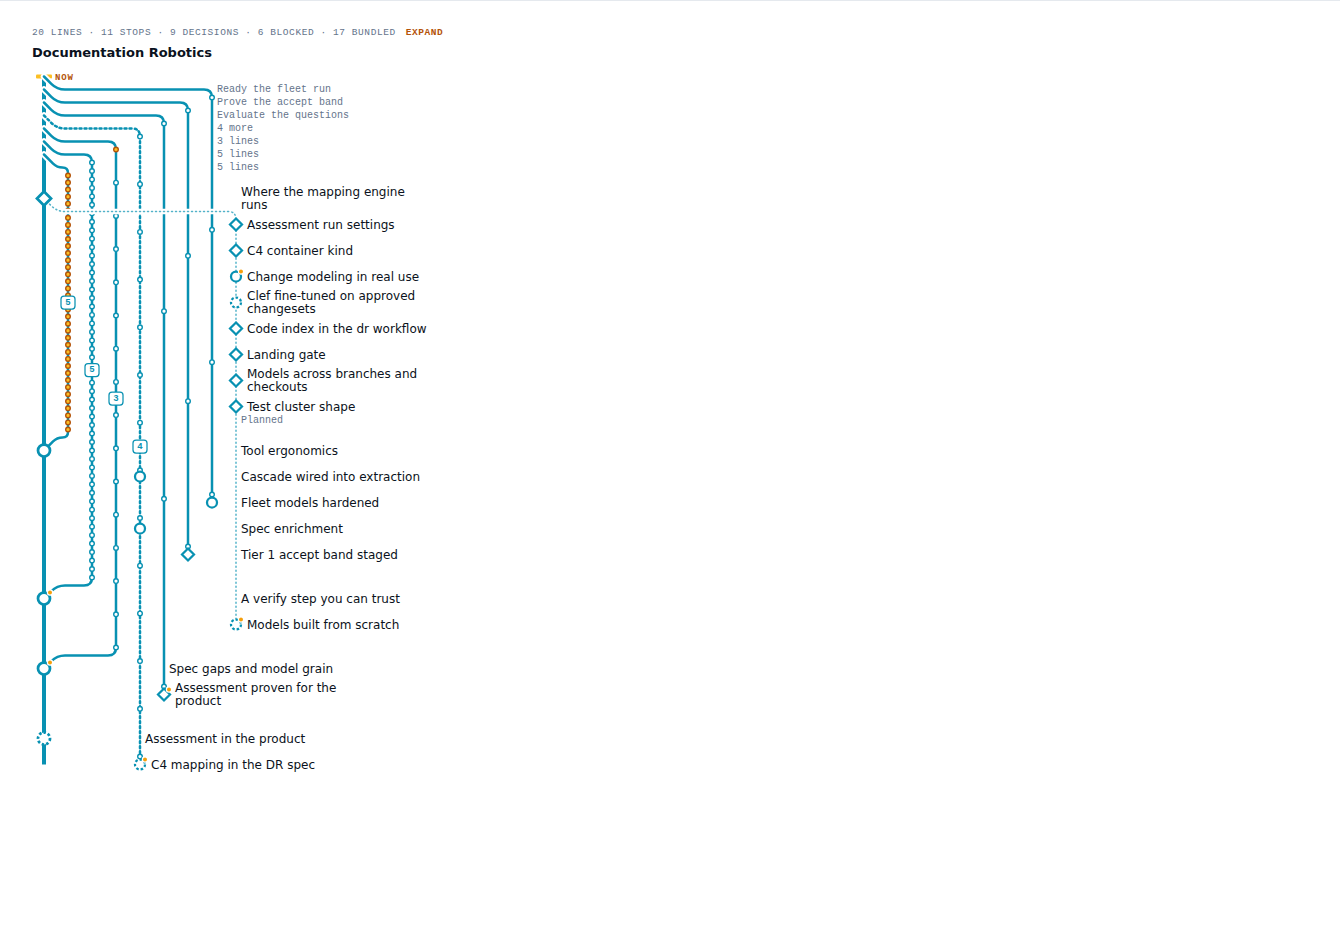 20 LINES · 11 STOPS · 9 DECISIONS · 6 BLOCKED · 17 BUNDLED EXPAND
Documentation Robotics
NOW
Ready the fleet run
Prove the accept band
Evaluate the questions
4 more
3 lines
5 lines
5 lines
Where the mapping engine
runs
Assessment run settings
C4 container kind
Change modeling in real use
Clef fine-tuned on approved
changesets
5
Code index in the dr workflow
Landing gate
5
Models across branches and
checkouts
3
Test cluster shape
Planned
4
Tool ergonomics
Cascade wired into extraction
Fleet models hardened
Spec enrichment
Tier 1 accept band staged
A verify step you can trust
Models built from scratch
Spec gaps and model grain
Assessment proven for the
product
Assessment in the product
C4 mapping in the DR spec